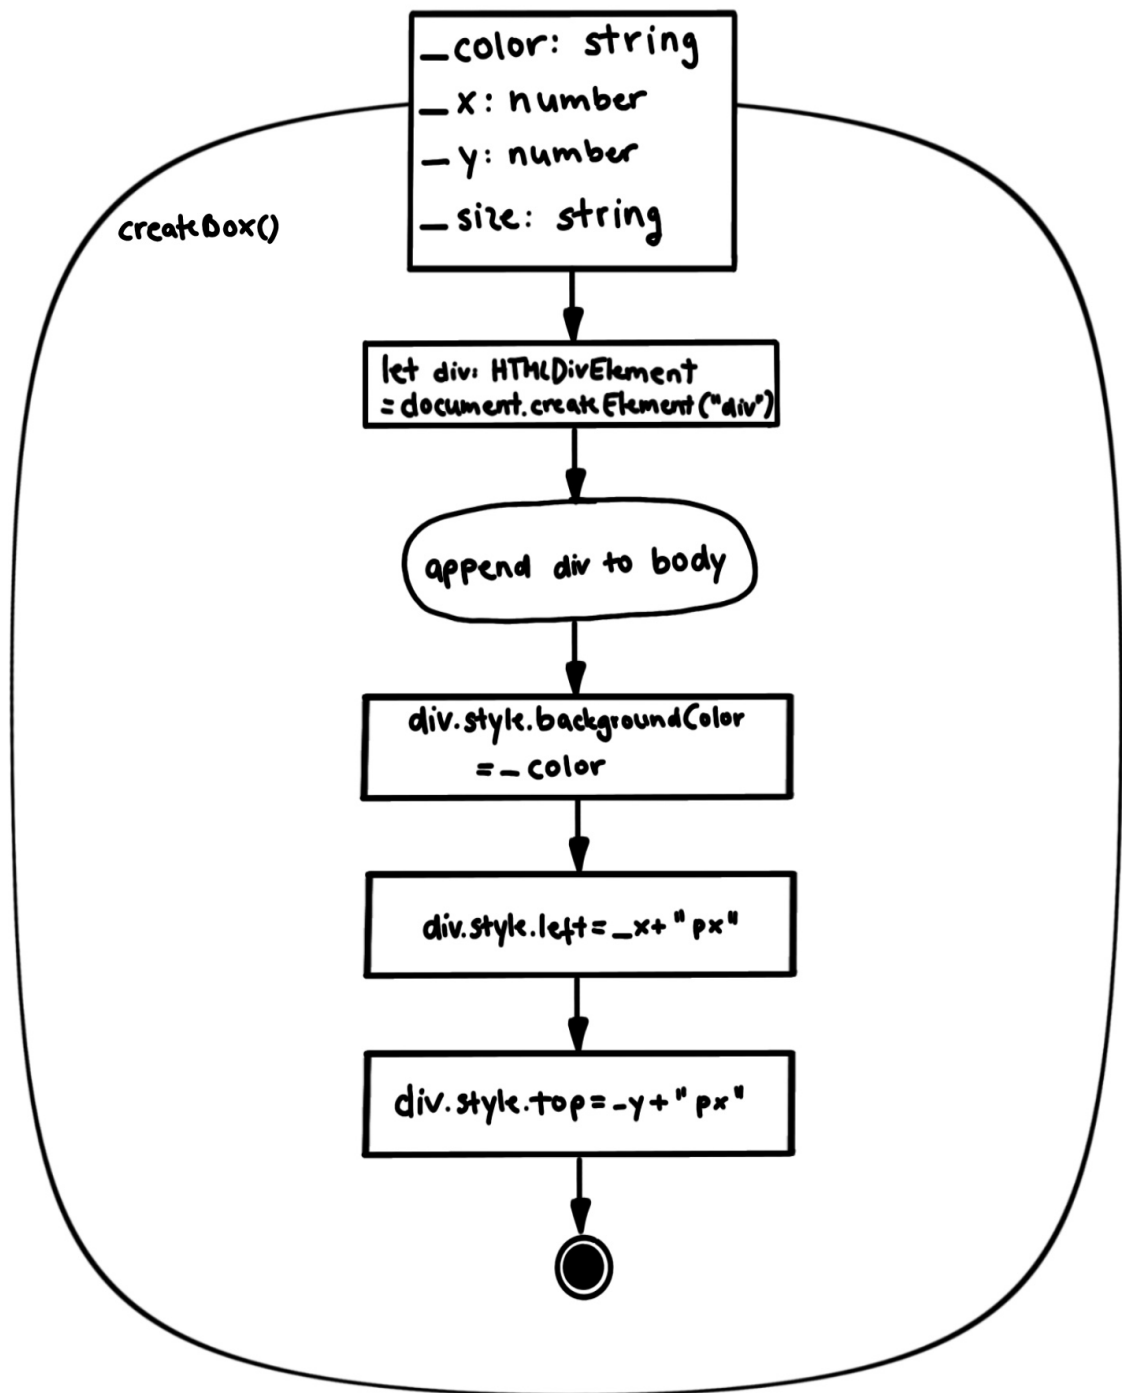 _color: string
_x: number
_y: number
_size: string
createBox()
let div: HTMLDivElement
=document.createElement("div")
append div to body
div.style.backgroundColor
=_color
div.style.left=_x+"px"
div.style.top=_y+"px"